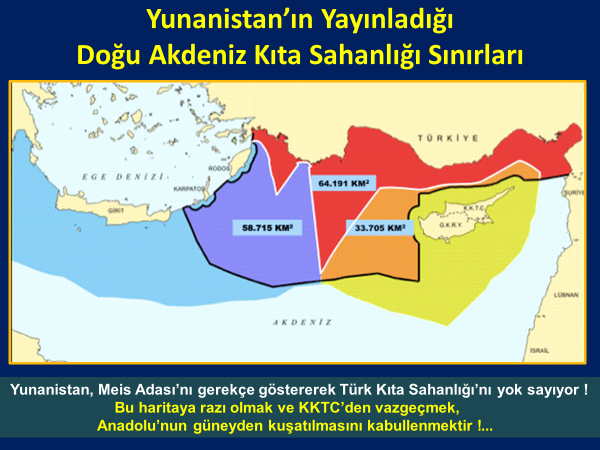 Yunanistan’ın Yayınladığı
Doğu Akdeniz Kıta Sahanlığı Sınırları
TÜRKİYE
RODOS
EGE DENİZİ
KARPATOS
64.191 KM²
SURİYE
K.K.T.C.
GİRİT
58.715 KM²
33.705 KM²
G.K.R.Y.
LÜBNAN
AKDENİZ
İSRAİL
Yunanistan, Meis Adası’nı gerekçe göstererek Türk Kıta Sahanlığı’nı yok sayıyor !
Bu haritaya razı olmak ve KKTC’den vazgeçmek,
Anadolu’nun güneyden kuşatılmasını kabullenmektir !...